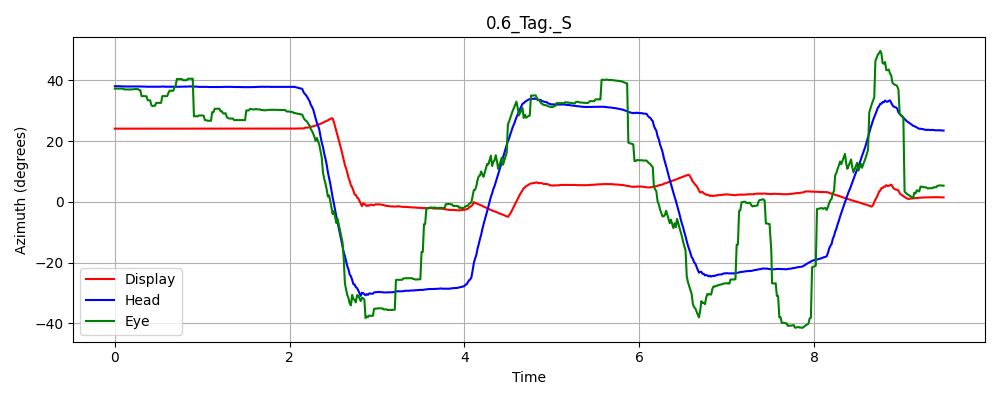 0.6_Tag._S
Azimuth (degrees)
40
20
0
−20
−40
Display
Head
Eye
0 2 4 6 8
Time